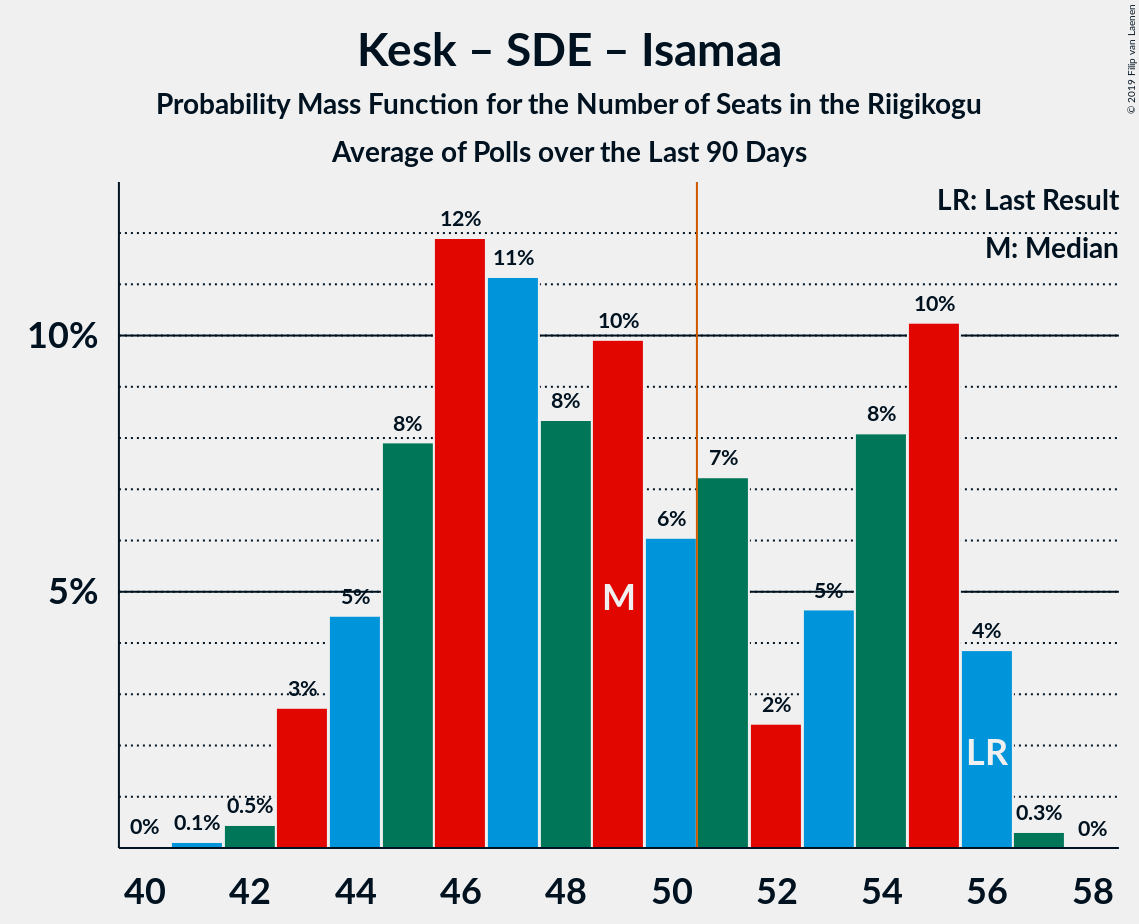 Kesk – SDE – Isamaa
Probability Mass Function for the Number of Seats in the Riigikogu
Average of Polls over the Last 90 Days
© 2019 Filip van Laenen
LR: Last Result
M: Median
10%
5%
0%
0.1%
0.5%
3%
5%
8%
12%
11%
8%
10%
6%
7%
2%
5%
8%
10%
4%
0.3%
0%
M
LR
40 42 44 46 48 50 52 54 56 58